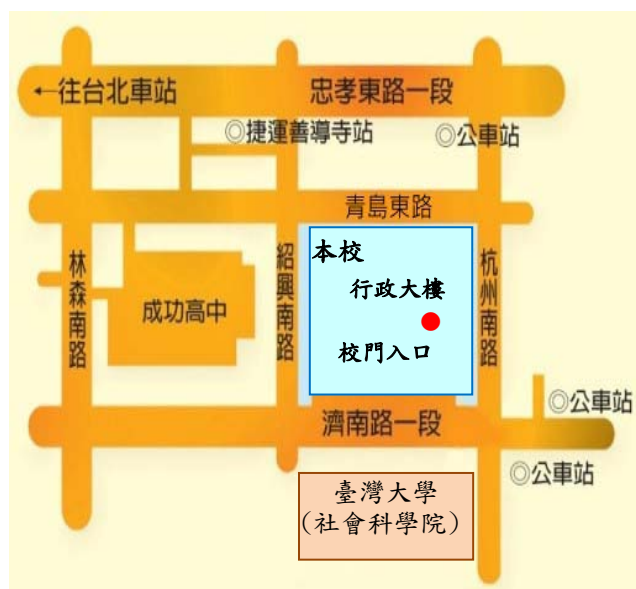 ←往台北車站
忠孝東路一段
◎捷運善導寺站
◎公車站
青島東路
林森南路
成功高中
紹興南路
本校
行政大樓
校門入口
杭州南路
濟南路一段
◎公車站
◎公車站
臺灣大學
(社會科學院)